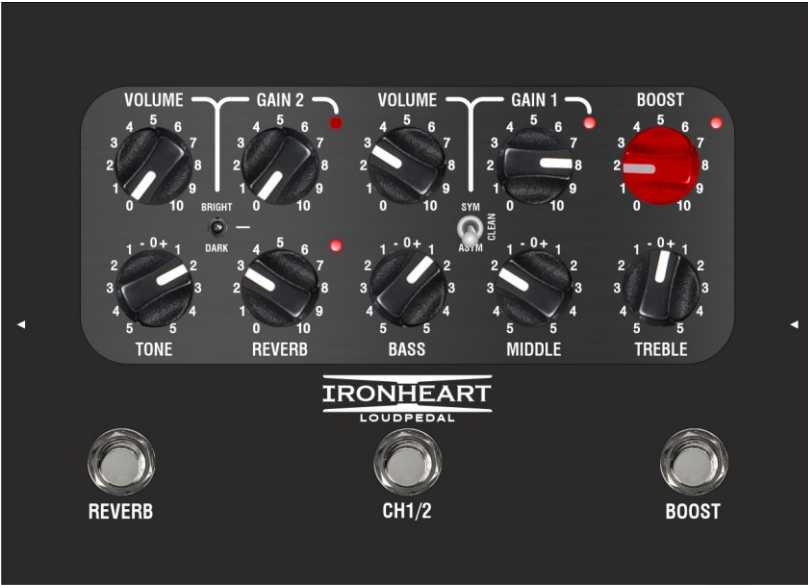 VOLUME GAIN 2 VOLUME GAIN 1 BOOST
0 1 2 3 4 5 6 7 8 9 10
0 1 2 3 4 5 6 7 8 9 10
0 1 2 3 4 5 6 7 8 9 10
0 1 2 3 4 5 6 7 8 9 10
0 1 2 3 4 5 6 7 8 9 10
BRIGHT
DARK
SYM
ASYM
CLEAN
5 4 3 2 1 - 0 + 1 2 3 4 5
0 1 2 3 4 5 6 7 8 9 10
5 4 3 2 1 - 0 + 1 2 3 4 5
5 4 3 2 1 - 0 + 1 2 3 4 5
5 4 3 2 1 - 0 + 1 2 3 4 5
TONE REVERB BASS MIDDLE TREBLE
IRONHEART
LOUDPEDAL
REVERB CH1/2 BOOST